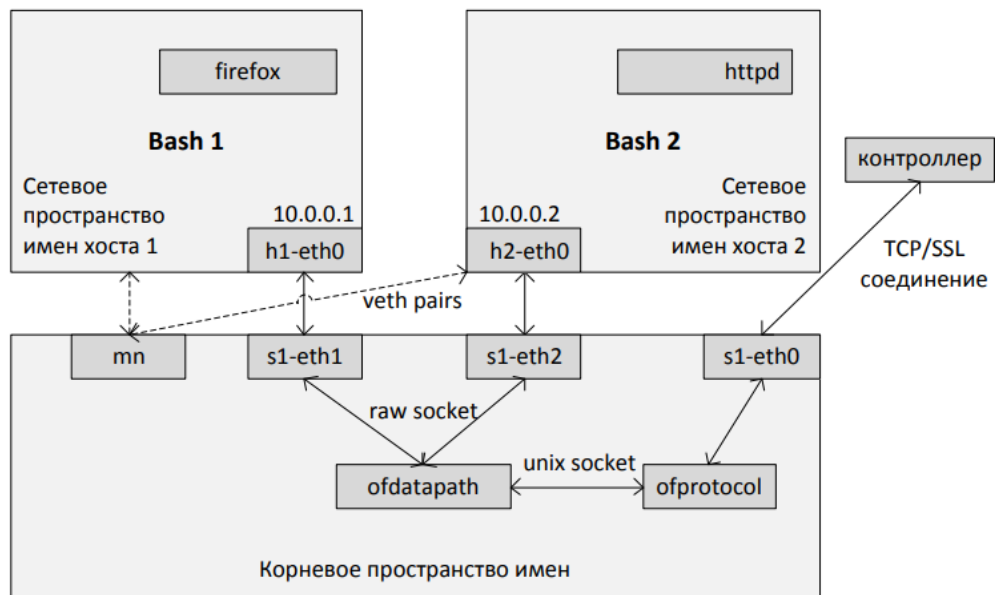 firefox
Bash 1
Сетевое
пространство
имен хоста 1
10.0.0.1
h1-eth0
httpd
Bash 2
10.0.0.2
h2-eth0
Сетевое
пространство
имен хоста 2
контроллер
TCP/SSL
соединение
veth pairs
mn
s1-eth1
s1-eth2
s1-eth0
raw socket
unix socket
ofdatapath
ofprotocol
Корневое пространство имен